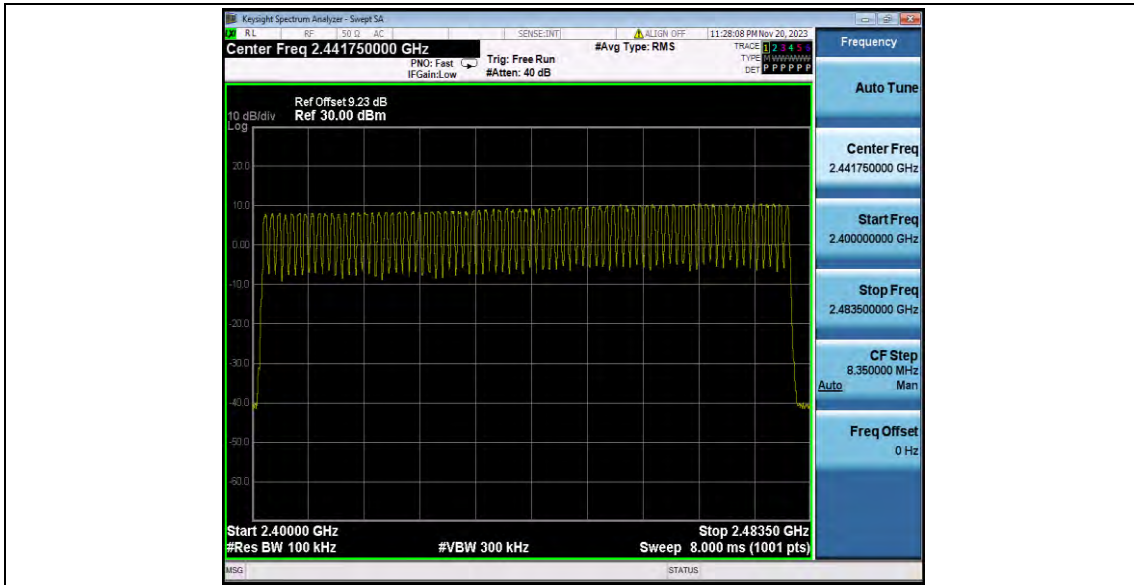 Keysight Spectrum Analyzer - Swept SA
RL RF 50 Ω AC SENSE:INT ALIGN OFF 11:28:08 PM Nov 20, 2023
Center Freq 2.441750000 GHz #Avg Type: RMS TRACE 1 2 3 4 5 6
PNO: Fast Trig: Free Run TYPE M W W W W W
IFGain:Low #Atten: 40 dB DET P P P P P P
Ref Offset 9.23 dB
10 dB/div Ref 30.00 dBm
Log
20.0
10.0
0.00
-10.0
-20.0
-30.0
-40.0
-50.0
-60.0
Start 2.40000 GHz Stop 2.48350 GHz
#Res BW 100 kHz #VBW 300 kHz Sweep 8.000 ms (1001 pts)
MSG STATUS
Frequency
Auto Tune
Center Freq
2.441750000 GHz
Start Freq
2.400000000 GHz
Stop Freq
2.483500000 GHz
CF Step
8.350000 MHz
Auto Man
Freq Offset
0 Hz